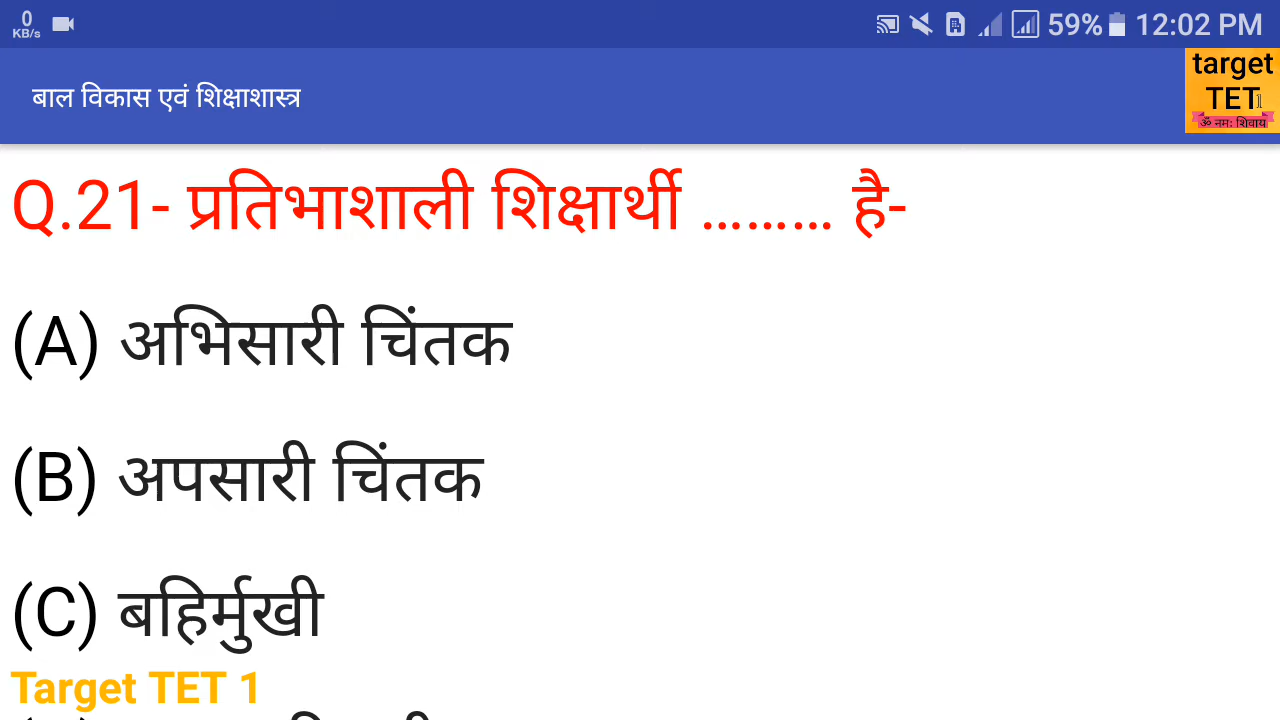 0
KB/s
59% 12:02 PM
बाल विकास एवं शिक्षाशास्त्र
target
TET1
ॐ नमः शिवाय
Q.21- प्रतिभाशाली शिक्षार्थी ……… है-
(A) अभिसारी चिंतक
(B) अपसारी चिंतक
(C) बहिर्मुखी
Target TET 1